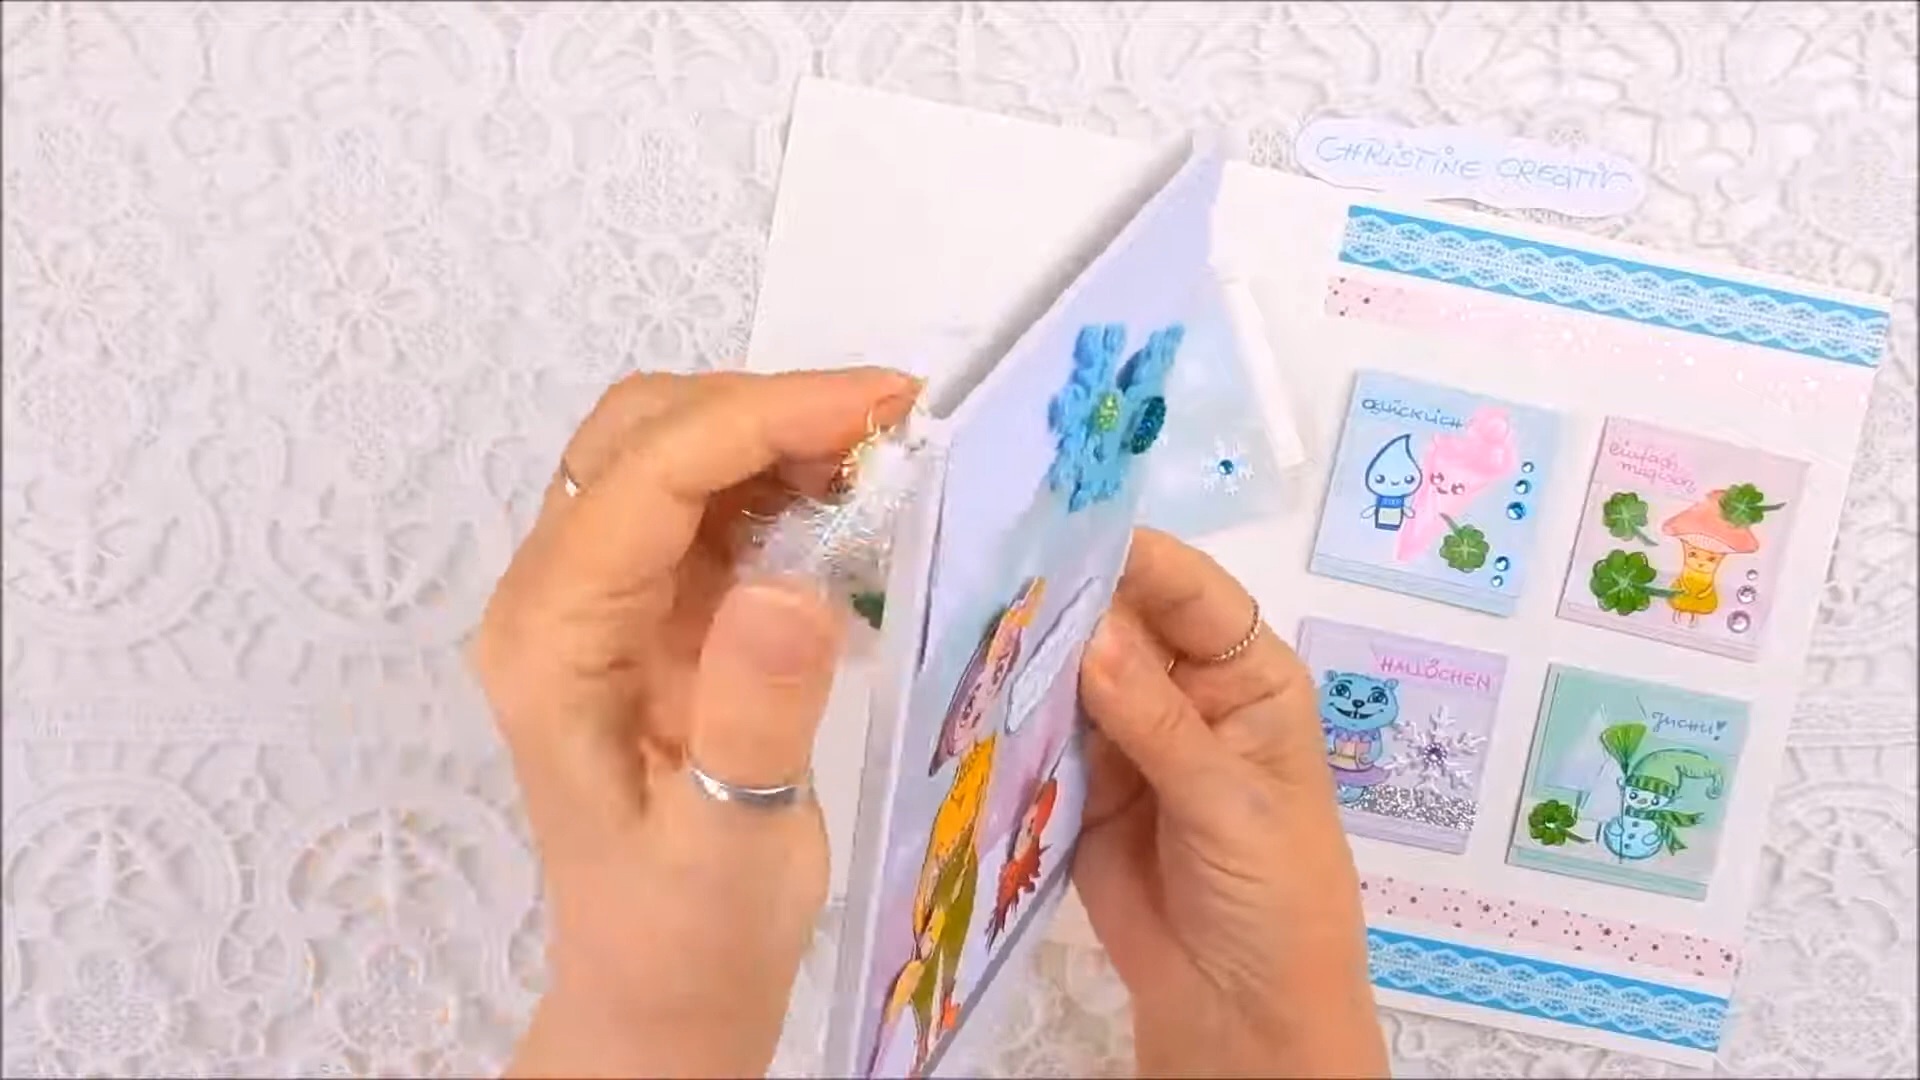 CHRISTINE CREATIV
GLÜCKLICH
einfach
magisch
HALLÖCHEN
JUCHU!